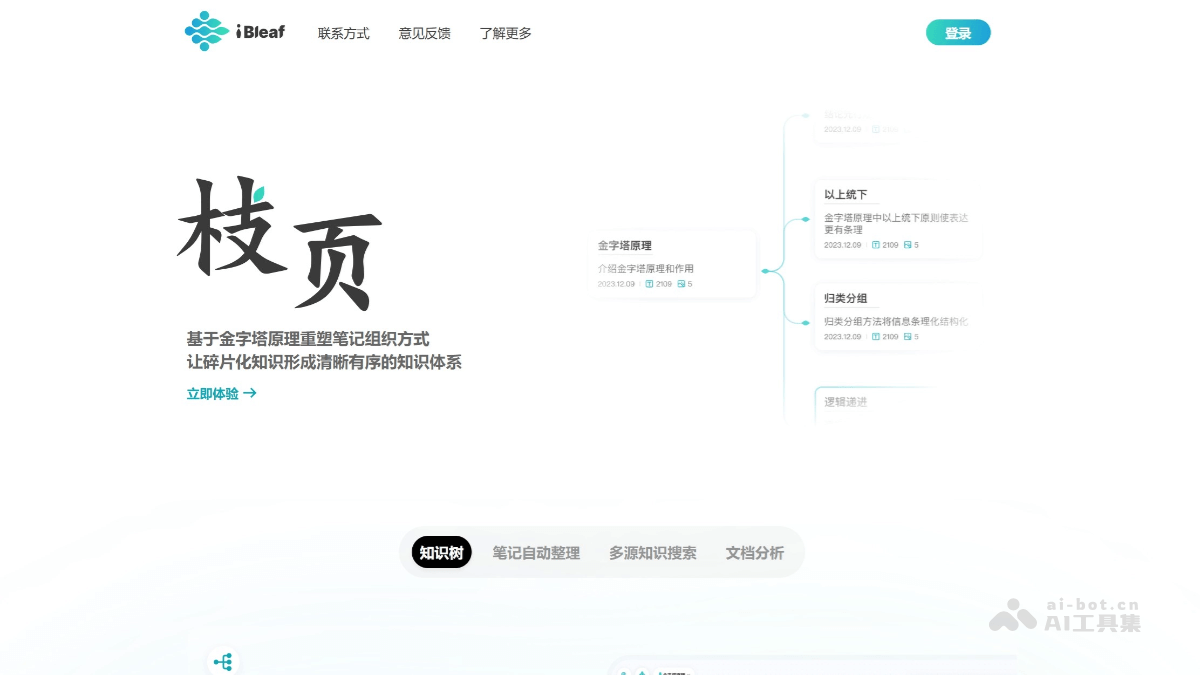 iBleaf
联系方式
意见反馈
了解更多
登录
枝页
基于金字塔原理重塑笔记组织方式
让碎片化知识形成清晰有序的知识体系
立即体验
金字塔原理
介绍金字塔原理和作用
2023.12.09 2109 5
2023.12.09
以上统下
金字塔原理中以上统下原则使表达
更有条理
2023.12.09 2109 5
归类分组
归类分组方法将信息条理化结构化
2023.12.09 2109 5
逻辑递进
知识树
笔记自动整理
多源知识搜索
文档分析
ai-bot.cn
AI工具集